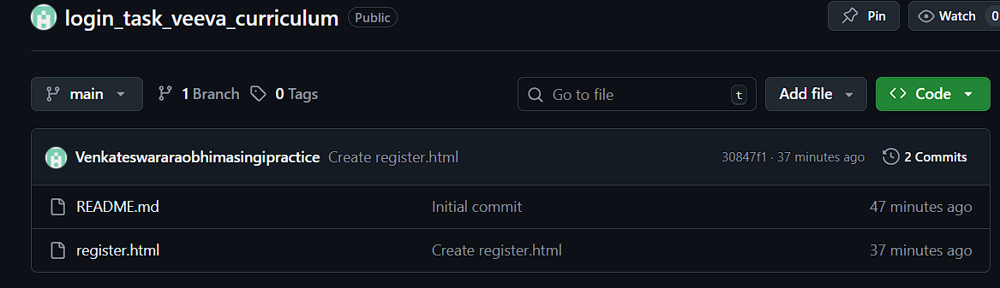 login_task_veeva_curriculum Public Pin Watch 0
main 1 Branch 0 Tags Go to file t Add file Code
Venkateswararaobhimasingipractice Create register.html 30847f1 · 37 minutes ago 2 Commits
README.md Initial commit 47 minutes ago
register.html Create register.html 37 minutes ago